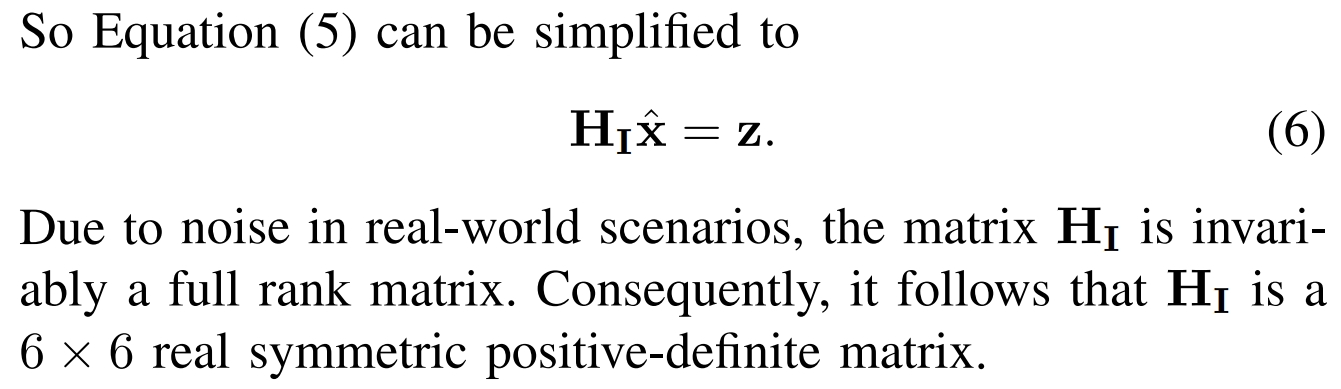 So Equation (5) can be simplified to
H_I x̂ = z. (6)
Due to noise in real-world scenarios, the matrix H_I is invari-
ably a full rank matrix. Consequently, it follows that H_I is a
6 × 6 real symmetric positive-definite matrix.